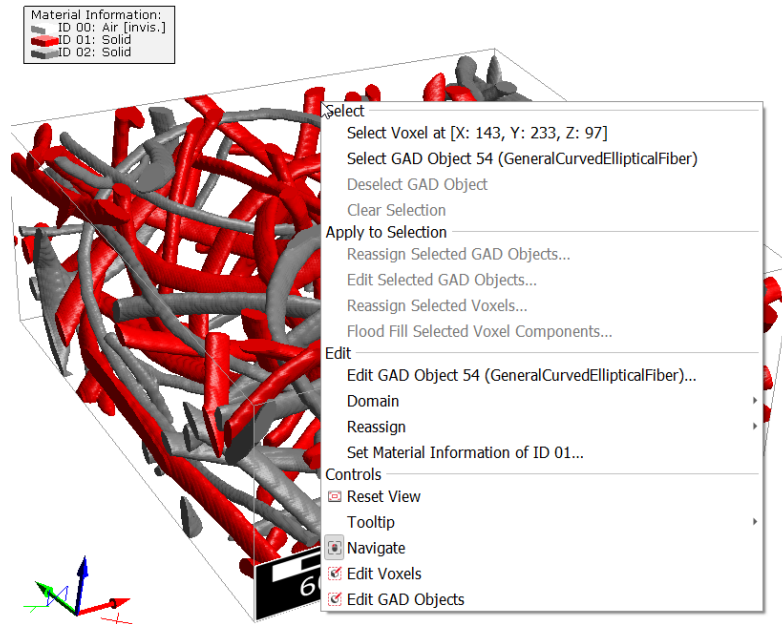 Material Information:
ID 00: Air [invis.]
ID 01: Solid
ID 02: Solid
Select
Select Voxel at [X: 143, Y: 233, Z: 97]
Select GAD Object 54 (GeneralCurvedEllipticalFiber)
Deselect GAD Object
Clear Selection
Apply to Selection
Reassign Selected GAD Objects...
Edit Selected GAD Objects...
Reassign Selected Voxels...
Flood Fill Selected Voxel Components...
Edit
Edit GAD Object 54 (GeneralCurvedEllipticalFiber)...
Domain
Reassign
Set Material Information of ID 01...
Controls
Reset View
Tooltip
Navigate
Edit Voxels
Edit GAD Objects